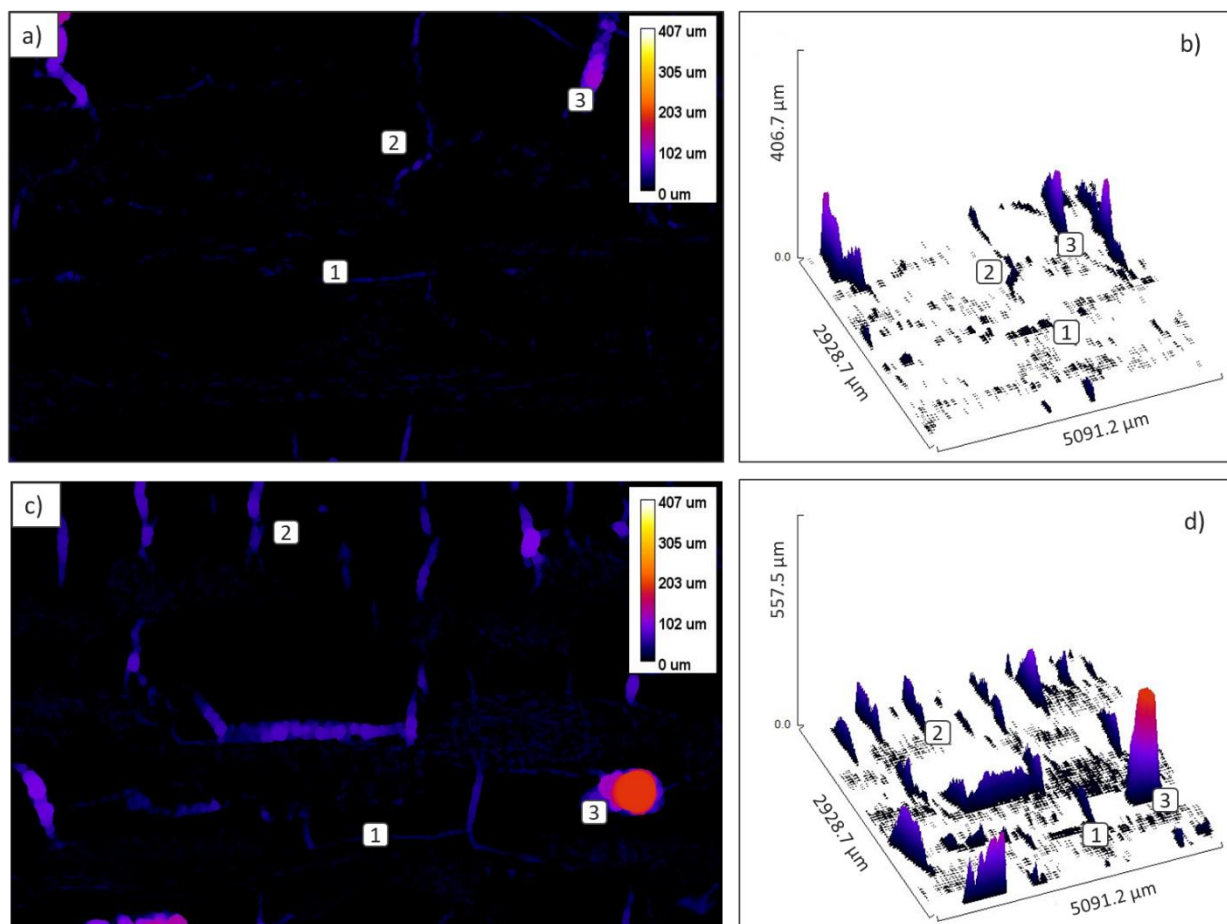 a)
407 um
305 um
203 um
102 um
0 um
3
2
1
b)
406.7 µm
0.0
3
2
1
2928.7 µm
5091.2 µm
c)
407 um
305 um
203 um
102 um
0 um
2
3
1
d)
557.5 µm
0.0
2
3
1
2928.7 µm
5091.2 µm